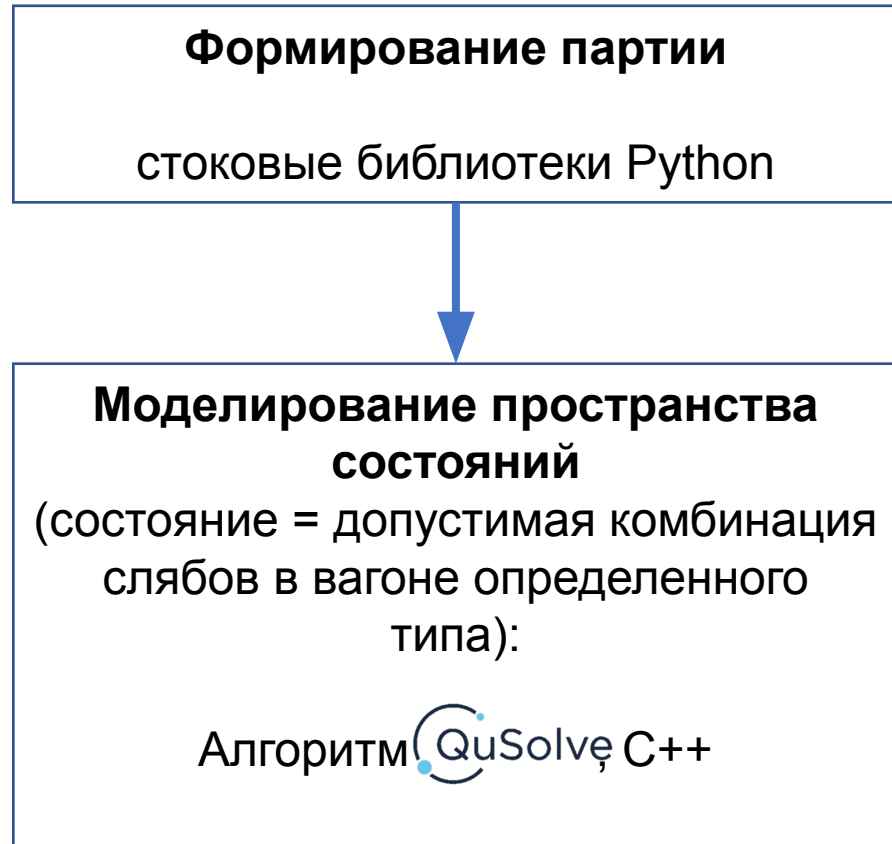 Формирование партии
стоковые библиотеки Python
Моделирование пространства
состояний
(состояние = допустимая комбинация
слябов в вагоне определенного
типа):
Алгоритм QuSolve, C++